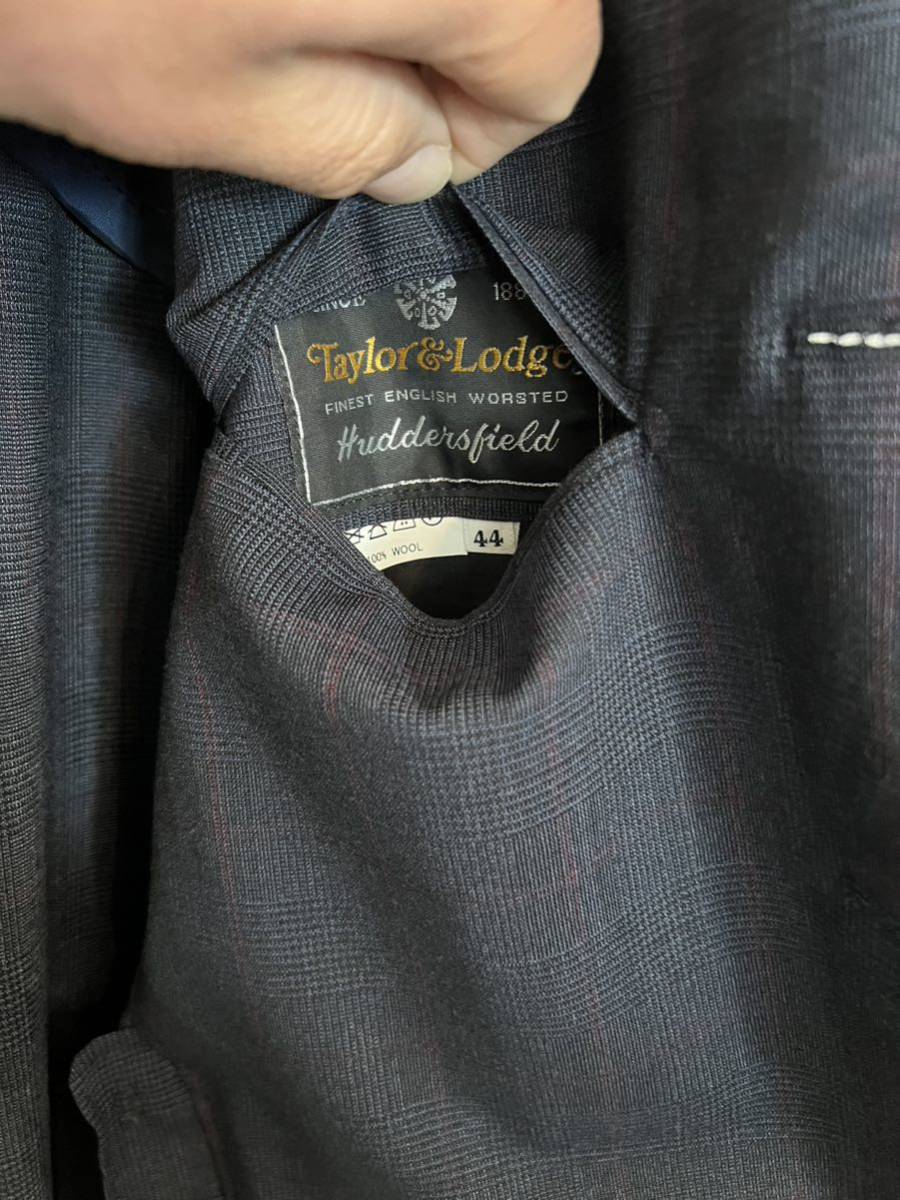 SINCE 188
Taylor & Lodge
FINEST ENGLISH WORSTED
Huddersfield
44
100% WOOL